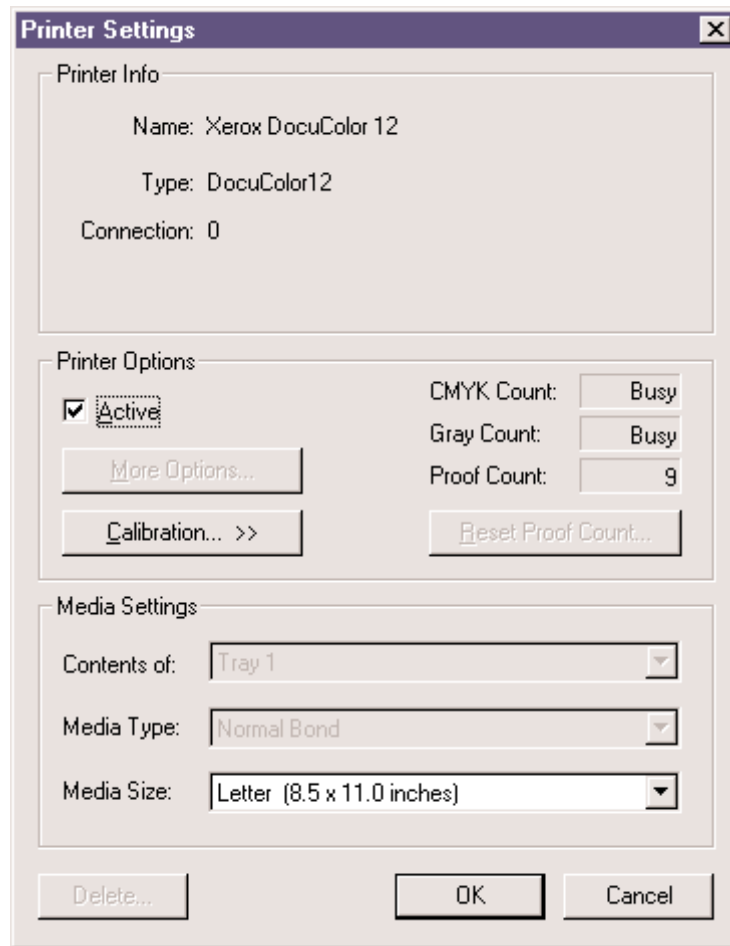 Printer Settings
Printer Info
Name: Xerox DocuColor 12
Type: DocuColor12
Connection: 0
Printer Options
Active
CMYK Count: Busy
Gray Count: Busy
More Options...
Proof Count: 9
Calibration... >>
Reset Proof Count...
Media Settings
Contents of: Tray 1
Media Type: Normal Bond
Media Size: Letter (8.5 x 11.0 inches)
Delete... OK Cancel